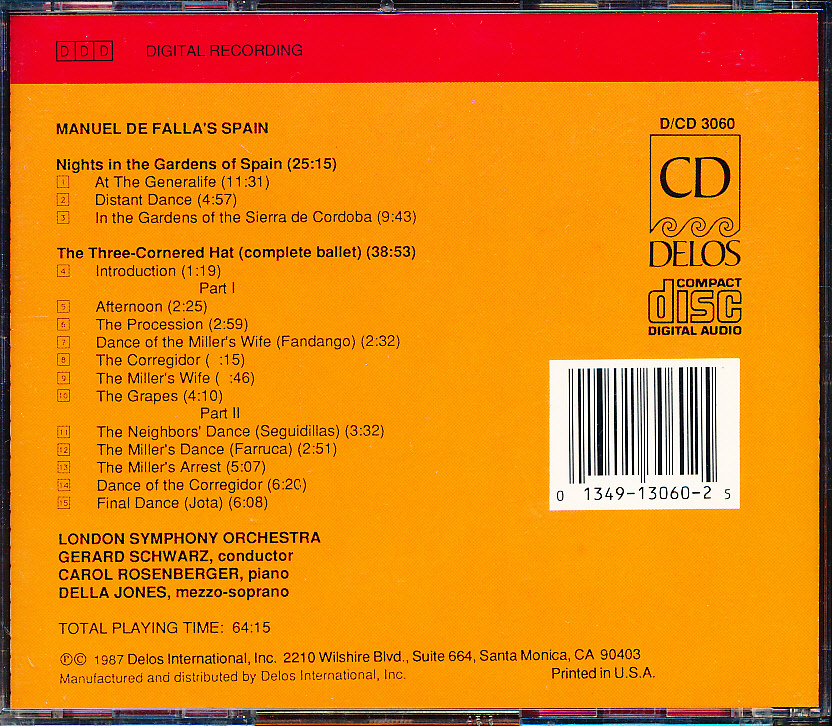 DDD DIGITAL RECORDING
MANUEL DE FALLA'S SPAIN
Nights in the Gardens of Spain (25:15)
1 At The Generalife (11:31)
2 Distant Dance (4:57)
3 In the Gardens of the Sierra de Cordoba (9:43)
The Three-Cornered Hat (complete ballet) (38:53)
4 Introduction (1:19)
Part I
5 Afternoon (2:25)
6 The Procession (2:59)
7 Dance of the Miller's Wife (Fandango) (2:32)
8 The Corregidor ( :15)
9 The Miller's Wife ( :46)
10 The Grapes (4:10)
Part II
11 The Neighbors' Dance (Seguidillas) (3:32)
12 The Miller's Dance (Farruca) (2:51)
13 The Miller's Arrest (5:07)
14 Dance of the Corregidor (6:20)
15 Final Dance (Jota) (6:08)
LONDON SYMPHONY ORCHESTRA
GERARD SCHWARZ, conductor
CAROL ROSENBERGER, piano
DELLA JONES, mezzo-soprano
TOTAL PLAYING TIME: 64:15
℗© 1987 Delos International, Inc. 2210 Wilshire Blvd., Suite 664, Santa Monica, CA 90403
Manufactured and distributed by Delos International, Inc. Printed in U.S.A.
D/CD 3060
CD
DELOS
COMPACT
disc
DIGITAL AUDIO
0 1349-13060-2 5